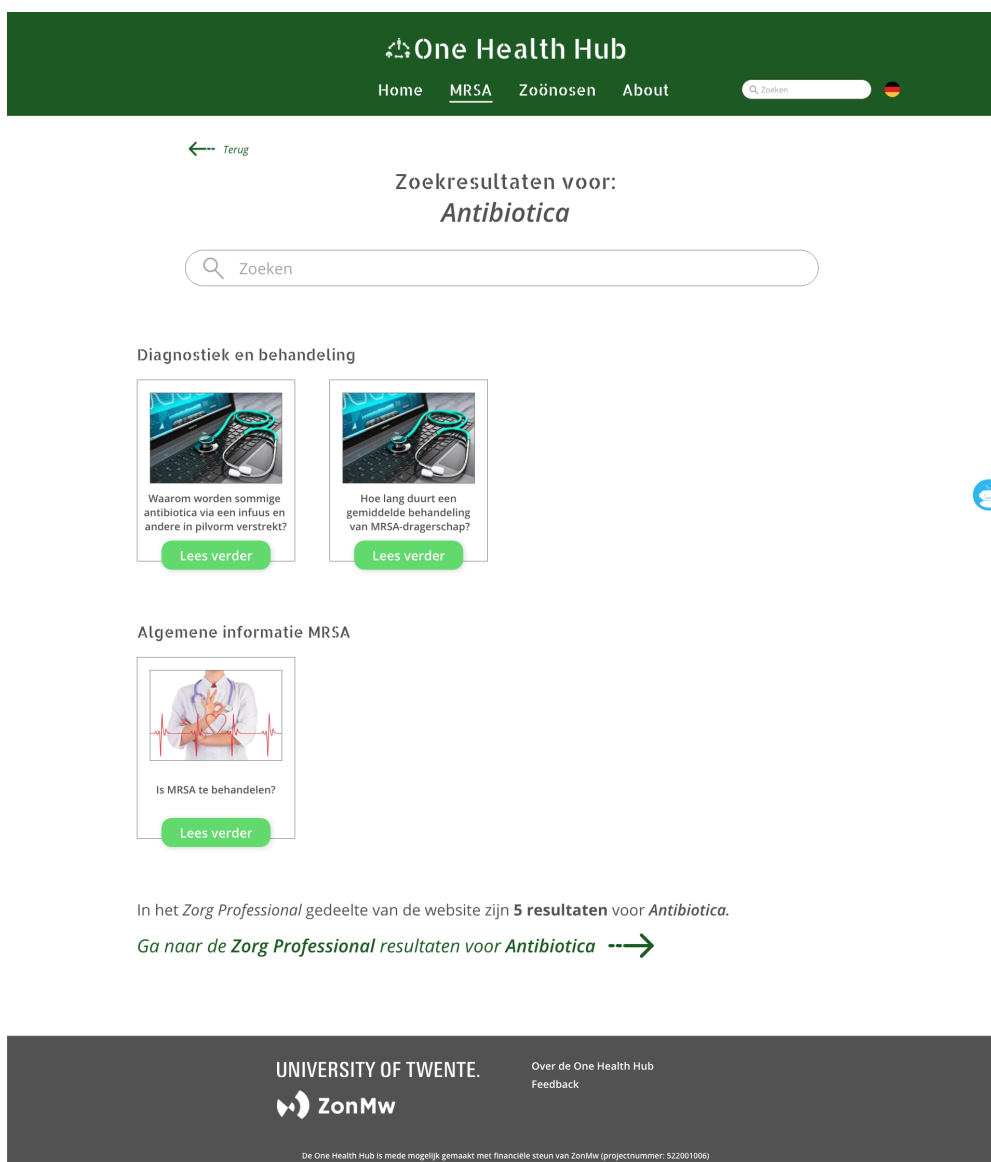 One Health Hub
Home MRSA Zoönosen About
Zoeken
Terug
Zoekresultaten voor:
Antibiotica
Zoeken
Diagnostiek en behandeling
Waarom worden sommige
antibiotica via een infuus en
andere in pilvorm verstrekt?
Lees verder
Hoe lang duurt een
gemiddelde behandeling
van MRSA-dragerschap?
Lees verder
Algemene informatie MRSA
Is MRSA te behandelen?
Lees verder
In het Zorg Professional gedeelte van de website zijn 5 resultaten voor Antibiotica.
Ga naar de Zorg Professional resultaten voor Antibiotica
UNIVERSITY OF TWENTE.
ZonMw
Over de One Health Hub
Feedback
De One Health Hub is mede mogelijk gemaakt met financiële steun van ZonMw (projectnummer: 522001006)